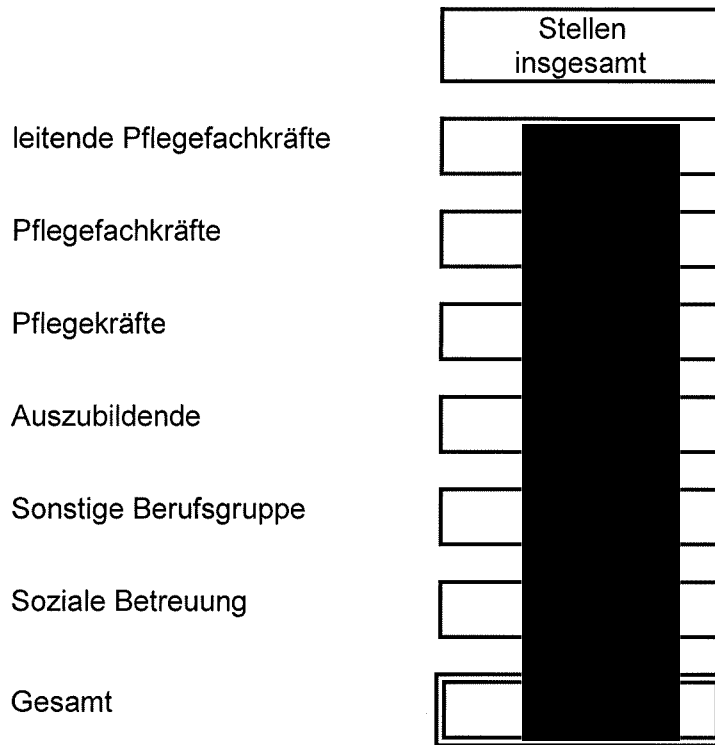 Stellen
insgesamt
leitende Pflegefachkräfte
Pflegefachkräfte
Pflegekräfte
Auszubildende
Sonstige Berufsgruppe
Soziale Betreuung
Gesamt